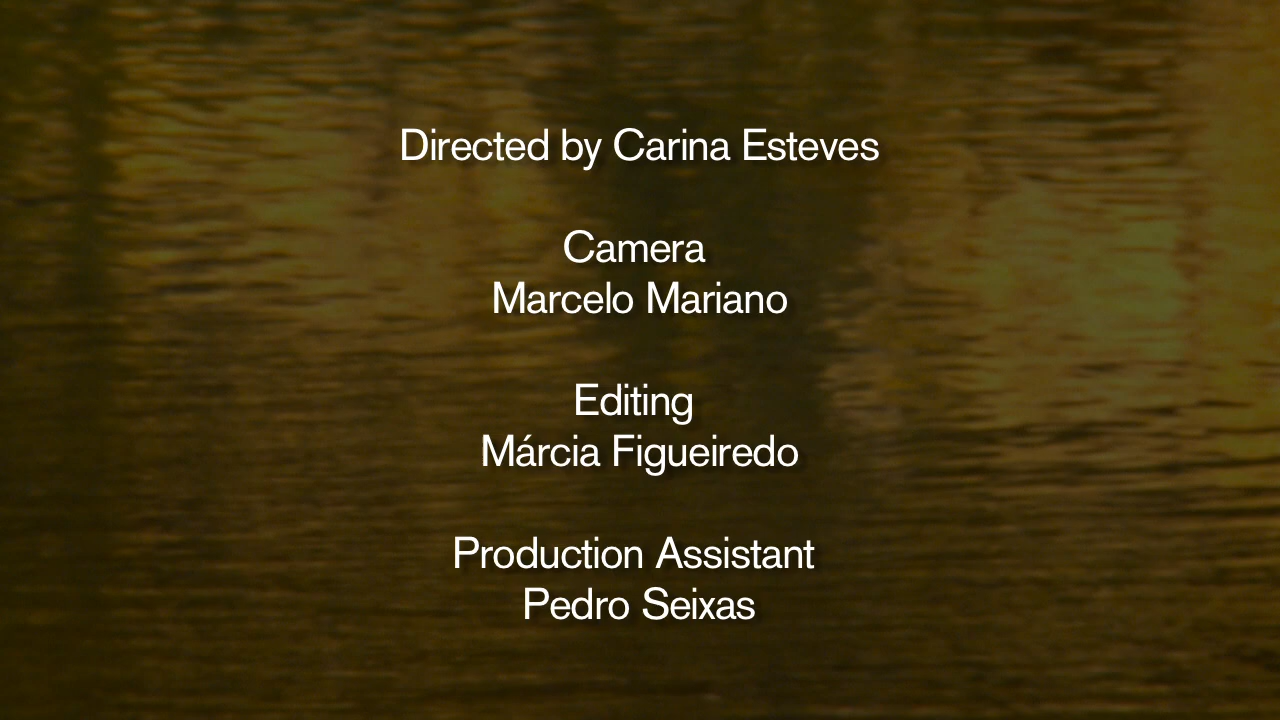 Directed by Carina Esteves
Camera
Marcelo Mariano
Editing
Márcia Figueiredo
Production Assistant
Pedro Seixas